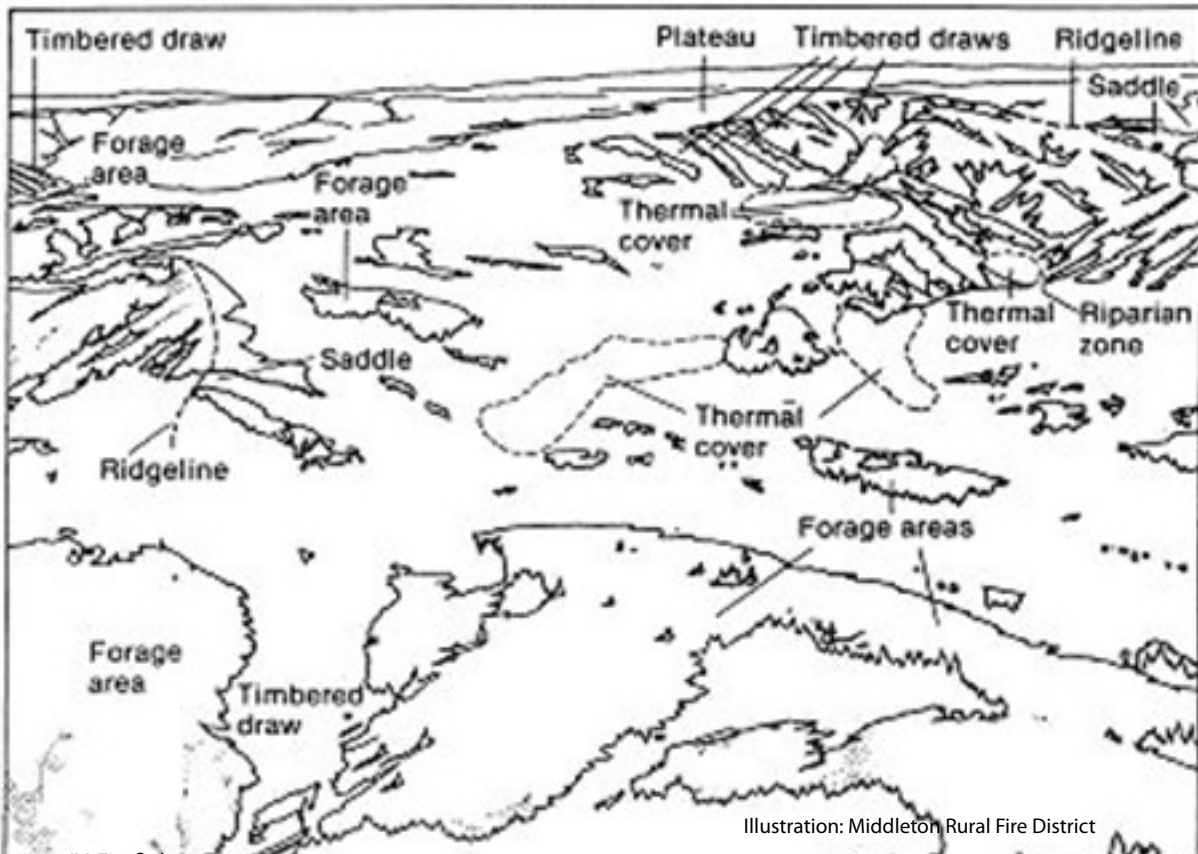 Timbered draw
Plateau
Timbered draws
Ridgeline
Saddle
Forage
area
Forage
area
Thermal
cover
Thermal
cover
Riparian
zone
Saddle
Thermal
cover
Ridgeline
Forage areas
Forage
area
Timbered
draw
Illustration: Middleton Rural Fire District